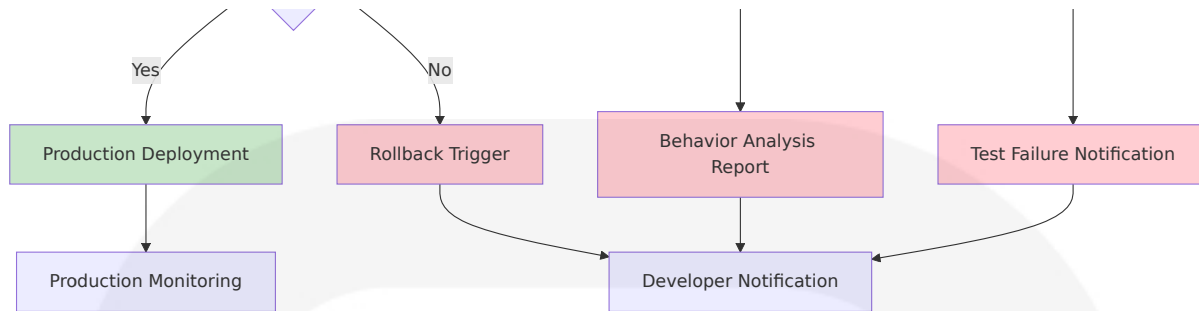 Yes
No
Production Deployment
Rollback Trigger
Behavior Analysis
Report
Test Failure Notification
Production Monitoring
Developer Notification